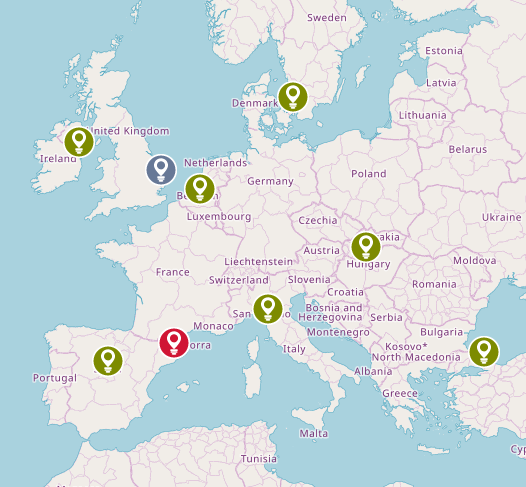 Sweden
Estonia
Latvia
Denmark
Lithuania
United Kingdom
Ireland
Belarus
Netherlands
Poland
Germany
Luxembourg
Ukraine
Czechia
Austria
Moldova
Liechtenstein
Hungary
France
Switzerland
Slovenia
Romania
Croatia
Bosnia and
Herzegovina
Serbia
Monaco
Montenegro
Bulgaria
Italy
Kosovo*
North Macedonia
Portugal
Albania
Greece
Malta
Tunisia